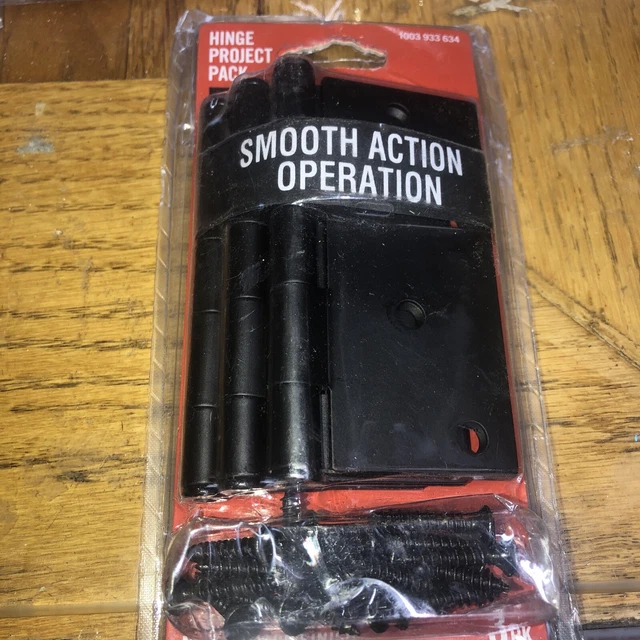 HINGE
PROJECT
PACK
1003 933 634
SMOOTH ACTION
OPERATION